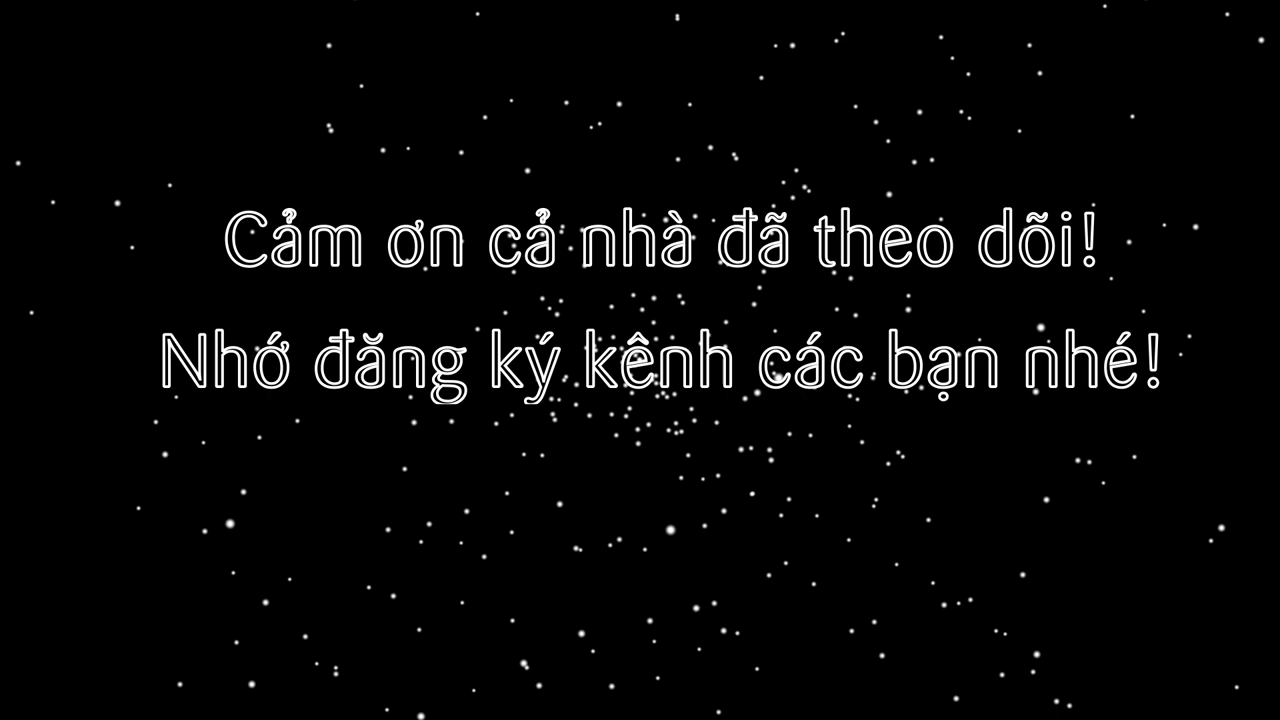 Cảm ơn cả nhà đã theo dõi!
Nhớ đăng ký kênh các bạn nhé!